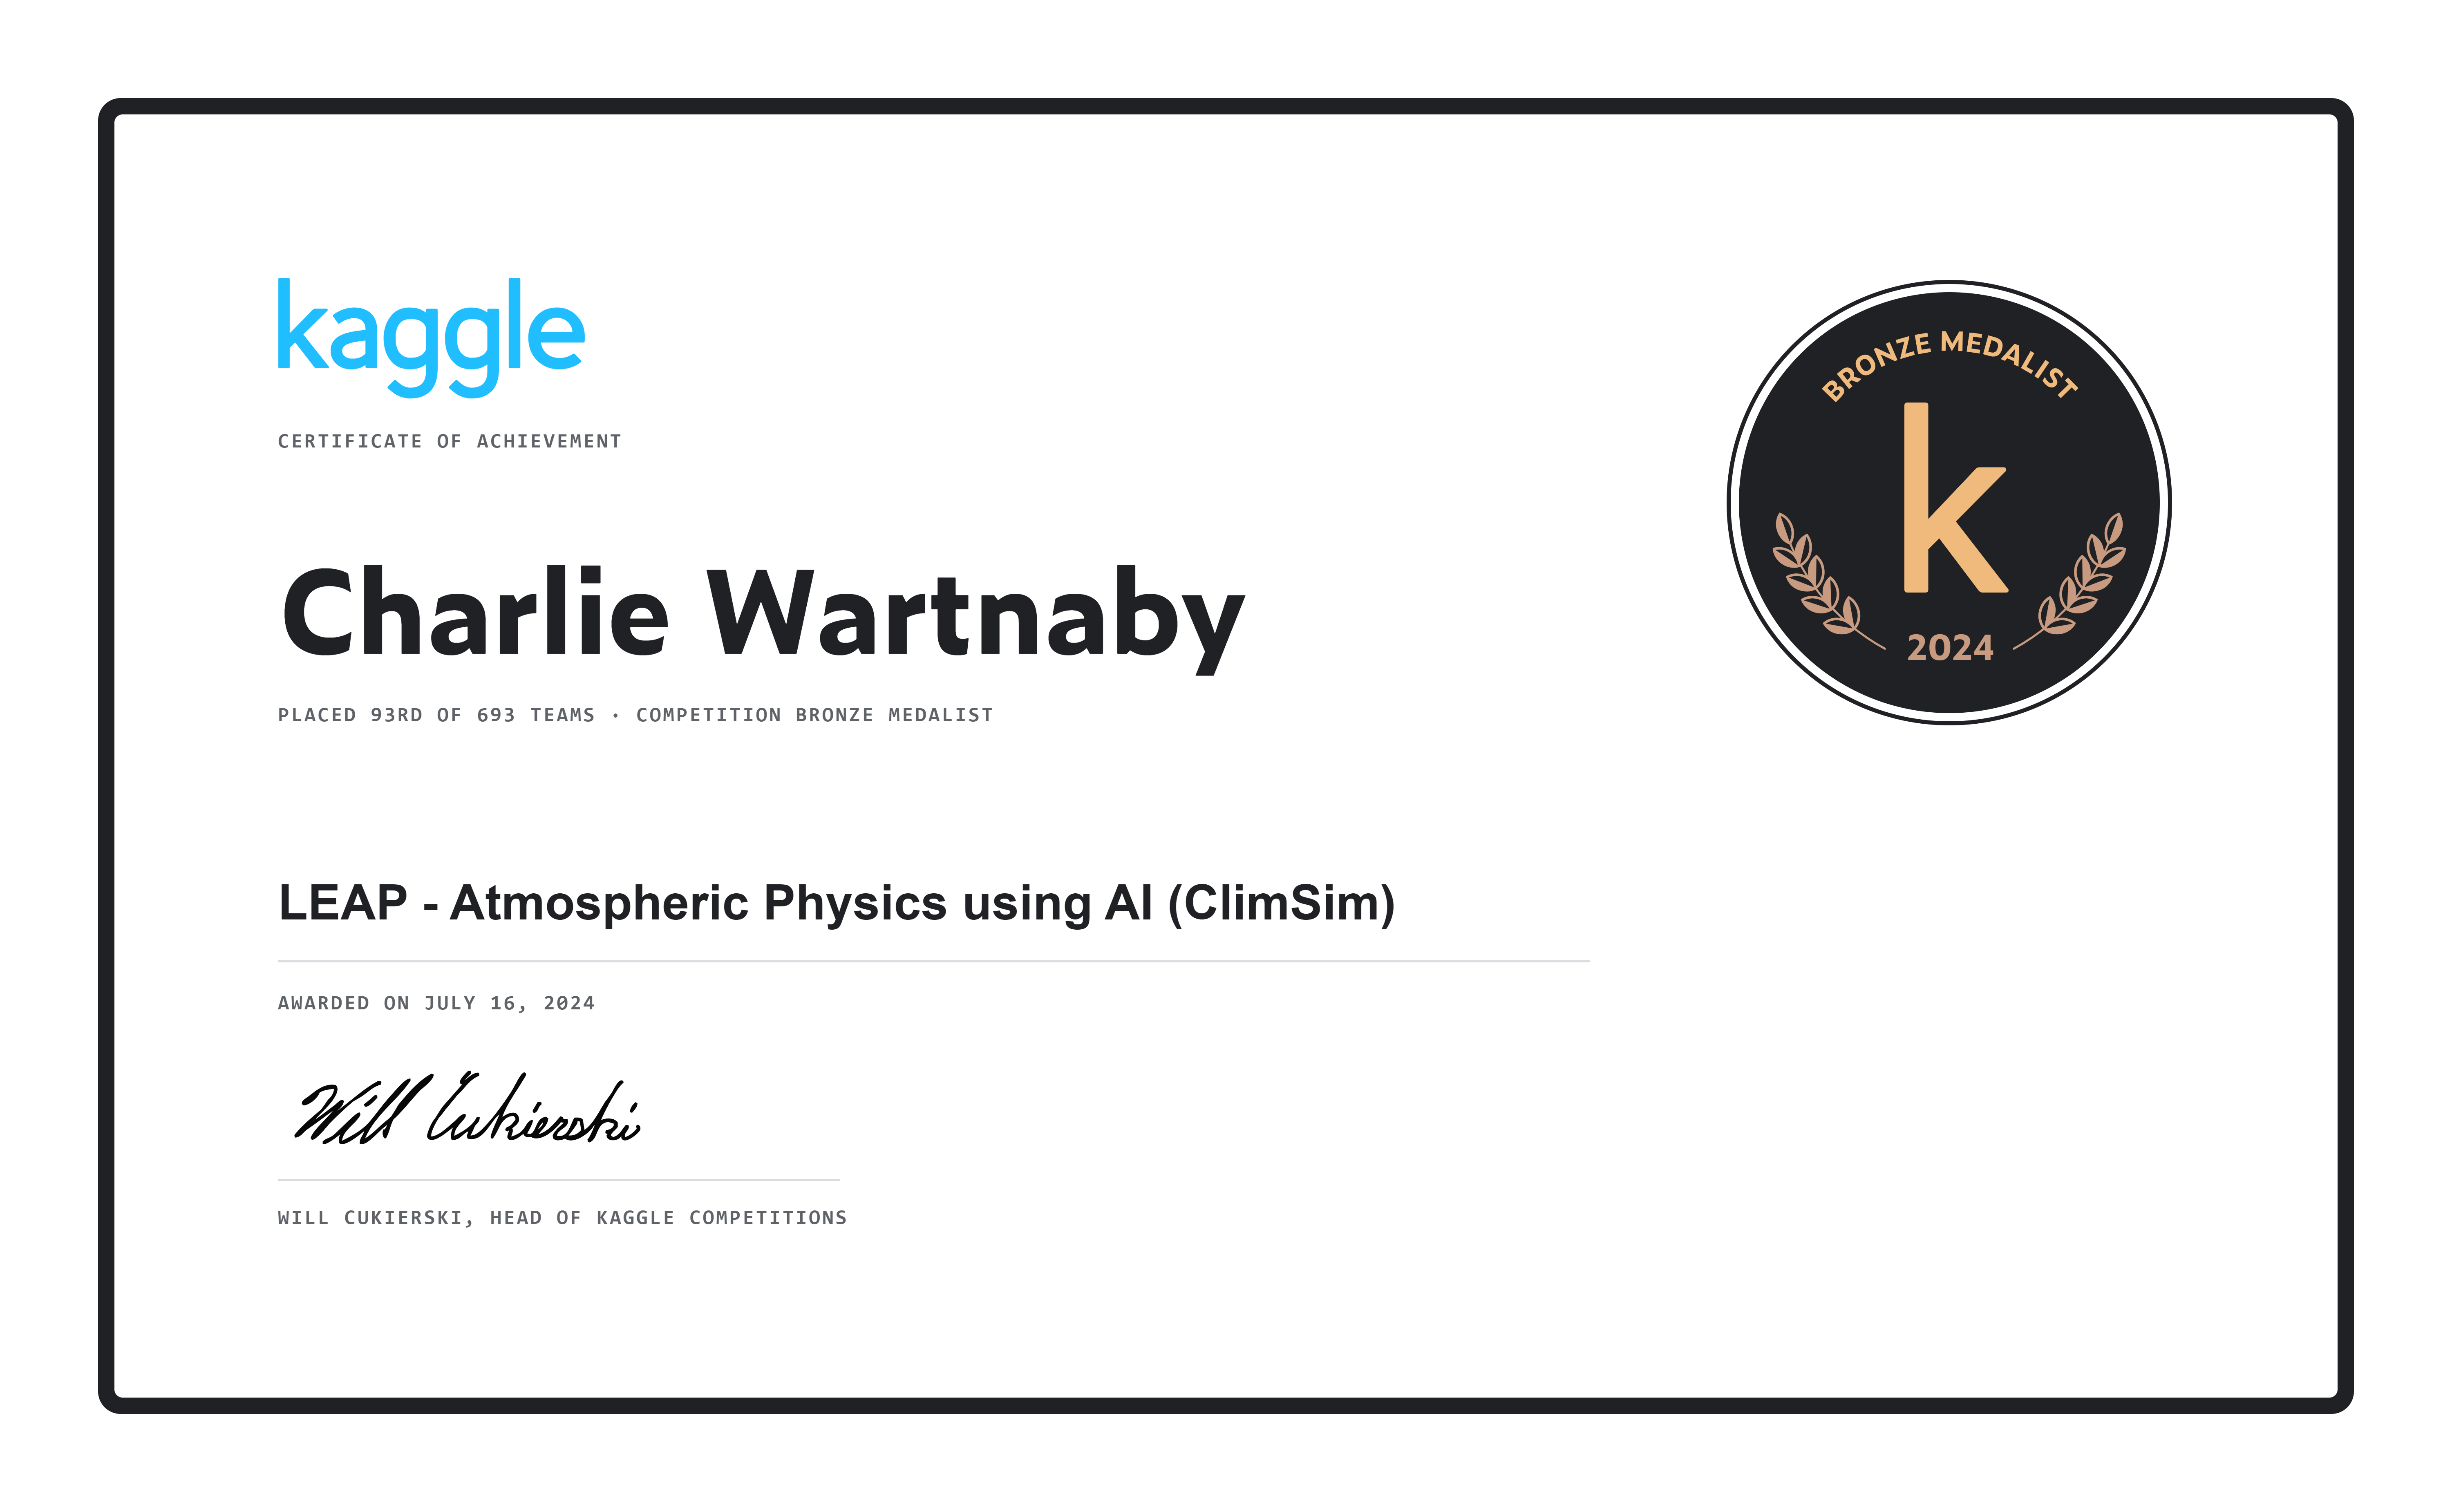 kaggle
CERTIFICATE OF ACHIEVEMENT
Charlie Wartnaby
PLACED 93RD OF 693 TEAMS · COMPETITION BRONZE MEDALIST
BRONZE MEDALIST
k
2024
LEAP - Atmospheric Physics using AI (ClimSim)
AWARDED ON JULY 16, 2024
Will Cukierski
WILL CUKIERSKI, HEAD OF KAGGLE COMPETITIONS